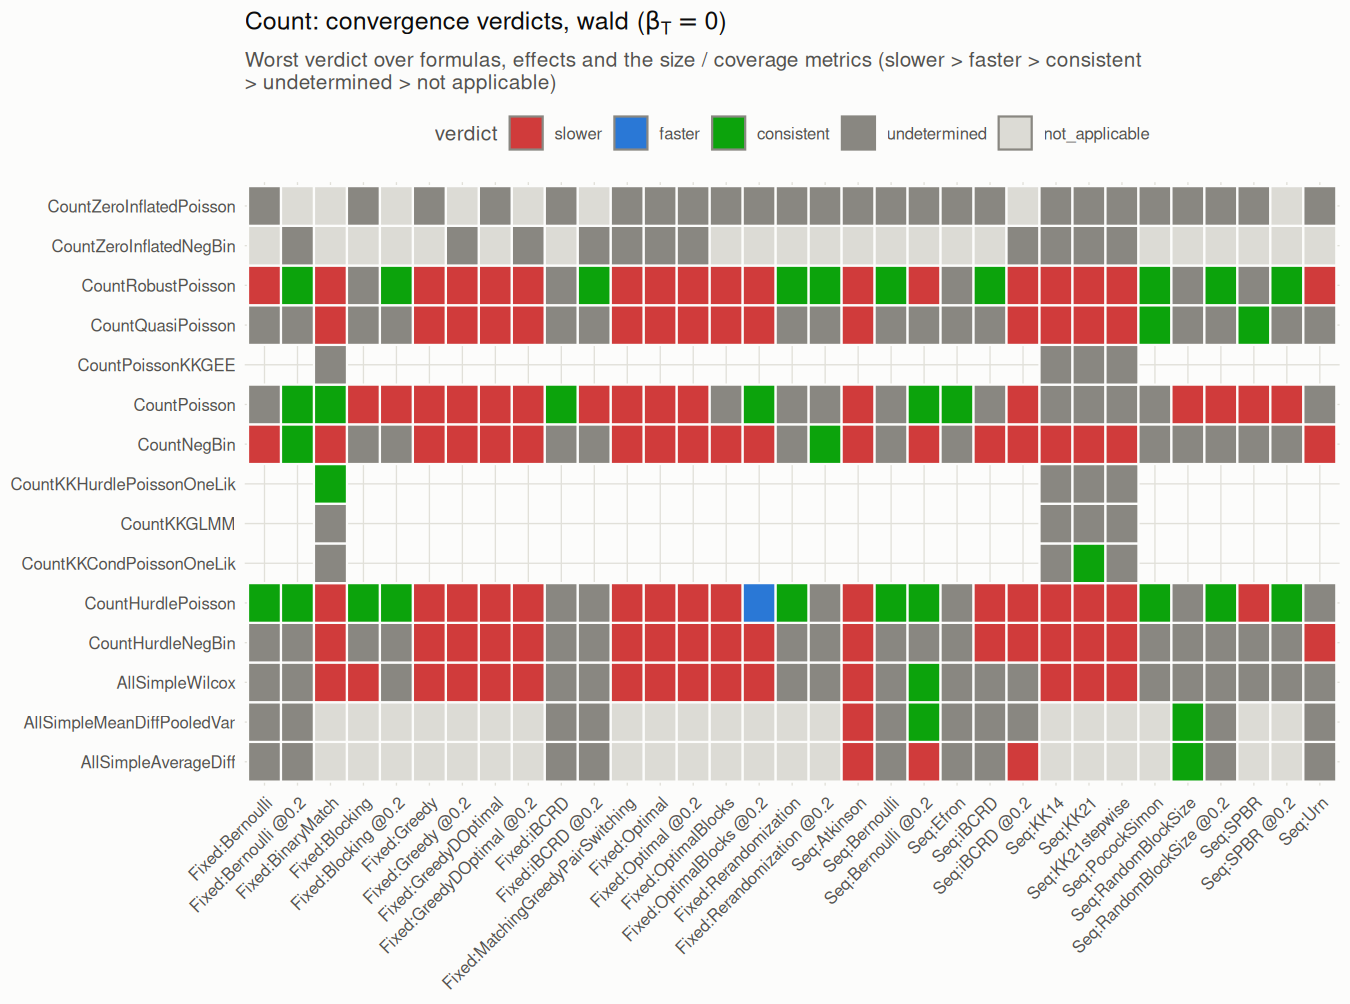 Count: convergence verdicts, wald (β_T = 0)
Worst verdict over formulas, effects and the size / coverage metrics (slower > faster > consistent
> undetermined > not applicable)
verdict slower faster consistent undetermined not_applicable
CountZeroInflatedPoisson
CountZeroInflatedNegBin
CountRobustPoisson
CountQuasiPoisson
CountPoissonKKGEE
CountPoisson
CountNegBin
CountKKHurdlePoissonOneLik
CountKKGLMM
CountKKCondPoissonOneLik
CountHurdlePoisson
CountHurdleNegBin
AllSimpleWilcox
AllSimpleMeanDiffPooledVar
AllSimpleAverageDiff
Fixed:Bernoulli
Fixed:Bernoulli @0.2
Fixed:BinaryMatch
Fixed:Blocking
Fixed:Blocking @0.2
Fixed:Greedy
Fixed:Greedy @0.2
Fixed:GreedyDOptimal
Fixed:GreedyDOptimal @0.2
Fixed:iBCRD
Fixed:iBCRD @0.2
Fixed:MatchingGreedyPairSwitching
Fixed:Optimal
Fixed:Optimal @0.2
Fixed:OptimalBlocks
Fixed:OptimalBlocks @0.2
Fixed:Rerandomization
Fixed:Rerandomization @0.2
Seq:Atkinson
Seq:Bernoulli
Seq:Bernoulli @0.2
Seq:Efron
Seq:iBCRD
Seq:iBCRD @0.2
Seq:KK14
Seq:KK21
Seq:KK21stepwise
Seq:PocockSimon
Seq:RandomBlockSize
Seq:RandomBlockSize @0.2
Seq:SPBR
Seq:SPBR @0.2
Seq:Urn